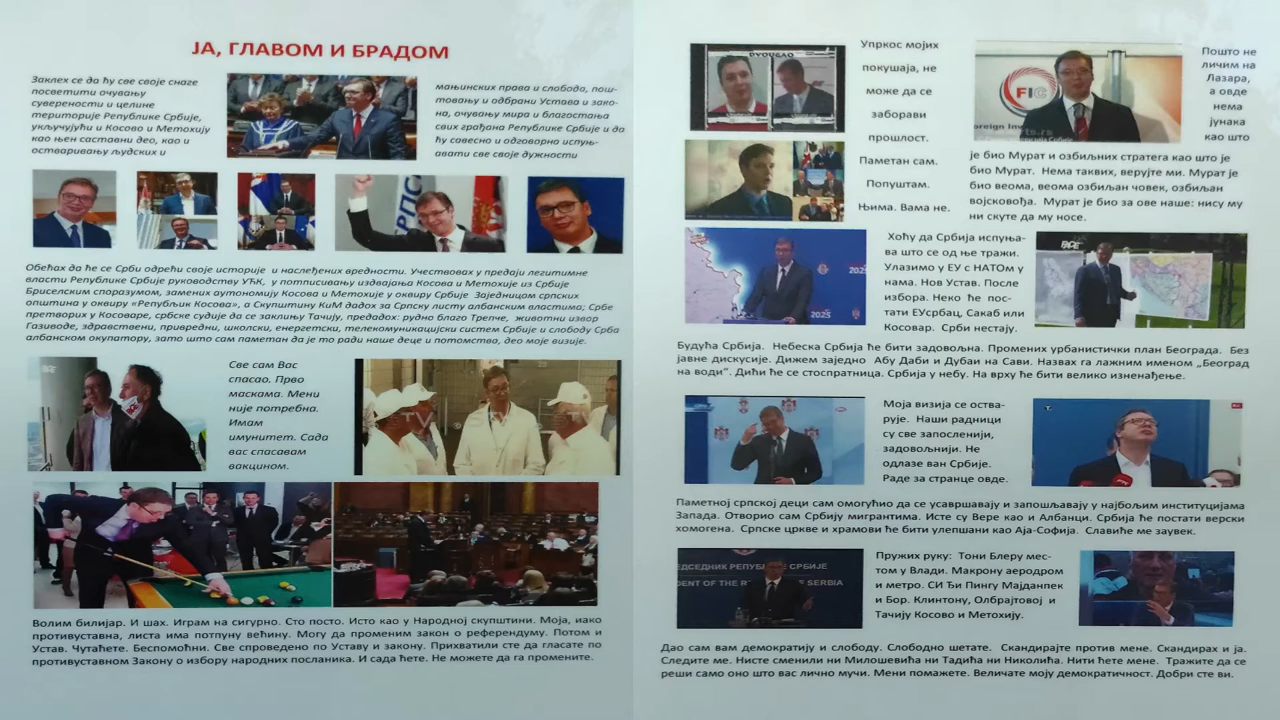 ЈА, ГЛАВОМ И БРАДОМ
Заклех се да ћу све своје снаге
посветити очувању
суверености и целине
територије Републике Србије,
укључујући и Косово и Метохију
као њен саставни део, као и
остваривању људских и
мањинских права и слобода, пош-
товању и одбрани Устава и зако-
на, очувању мира и благостања
свих грађана Републике Србије и да
ћу савесно и одговорно испуњ-
авати све своје дужности
Обећах да ће се Срби одрећи своје историје и наслеђених вредности. Учествовах у предаји легитимне
власти Републике Србије руководству УЋК, у потписивању издвајања Косова и Метохије из Србије
Бриселским споразумом, замених аутономију Косова и Метохије у оквиру Србије Заједницом српских
општина у оквиру «Републик Косова», а Скупштину КиМ дадох за Српску листу албанским властима; Србе
претворих у Косоваре, србске судије да се заклињу Тачију, предадох: рудно благо Трепче, животни извор
Газиводе, здравствени, привредни, школски, енергетски, телекомуникацијски систем Србије и слободу Срба
албанском окупатору, зато што сам паметан да је то ради наше деце и потомства, део моје визије.
Све сам Вас
спасао. Прво
маскама. Мени
није потребна.
Имам
имунитет. Сада
вас спасавам
вакцином.
Волим билијар. И шах. Играм на сигурно. Сто посто. Исто као у Народној скупштини. Моја, иако
противуставна, листа има потпуну већину. Могу да променим закон о референдуму. Потом и
Устав. Чутаћете. Беспомоћни. Све спроведено по Уставу и закону. Прихватили сте да гласате по
противуставном Закону о избору народних посланика. И сада ћете. Не можете да га промените.
DVOUGAO
Упркос мојих
покушаја, не
може да се
заборави
прошлост.
Паметан сам.
Попуштам.
Њима. Вама не.
FIC
Foreign Inv
rts.rs
Пошто не
личим на
Лазара,
а овде
нема
јунака
као што
је био Мурат и озбиљних стратега као што је
био Мурат. Нема таквих, верујте ми. Мурат је
био веома, веома озбиљан човек, озбиљан
војсковођа. Мурат је био за ове наше: нису му
ни скуте да му носе.
2025
202
Хоћу да Србија испуња-
ва што се од ње тражи.
Улазимо у ЕУ с НАТОм у
нама. Нов Устав. После
избора. Неко ће пос-
тати ЕУсрбац, Сакаб или
Косовар. Срби нестају.
Будућа Србија. Небеска Србија ће бити задовољна. Промених урбанистички план Београда. Без
јавне дискусије. Дижем заједно Абу Даби и Дубаи на Сави. Назвах га лажним именом „Београд
на води”. Дићи ће се стоспратница. Србија у небу. На врху ће бити велико изненађење.
Моја визија се оства-
рује. Наши радници
су све запосленији,
задовољнији. Не
одлазе ван Србије.
Раде за странце овде.
Паметној српској деци сам омогућио да се усавршавају и запошљавају у најбољим институцијама
Запада. Отворио сам Србију мигрантима. Исте су Вере као и Албанци. Србија ће постати верски
хомогена. Српске цркве и храмови ће бити улепшани као Аја-Софија. Славиће ме заувек.
ЕДСЕДНИК РЕПУБЛИКЕ СРБИЈЕ
DENT OF THE REPUBLIC SERBIA
Пружих руку: Тони Блеру мес-
том у Влади. Макрону аеродром
и метро. СИ Ђи Пингу Мајданпек
и Бор. Клинтону, Олбрајтовој и
Тачију Косово и Метохију.
Дао сам вам демократију и слободу. Слободно шетате. Скандирајте против мене. Скандирах и ја.
Следите ме. Нисте сменили ни Милошевића ни Тадића ни Николића. Нити ћете мене. Тражите да се
реши само оно што вас лично мучи. Мени помажете. Величате моју демократичност. Добри сте ви.